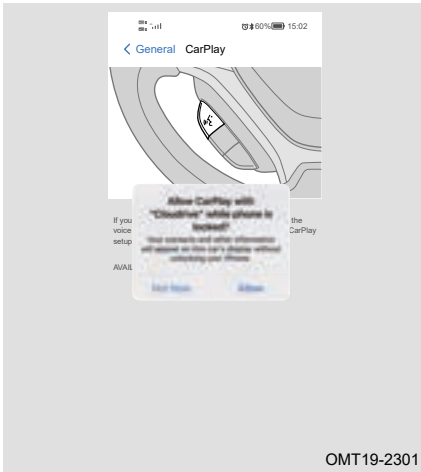 60% 15:02
General CarPlay
Allow CarPlay with
"Cloudrive" while phone is
locked?
Your contacts and other information
will appear on this car's display without
unlocking your iPhone.
Not Now Allow
If you the
voice CarPlay
setup
AVAIL
OMT19-2301